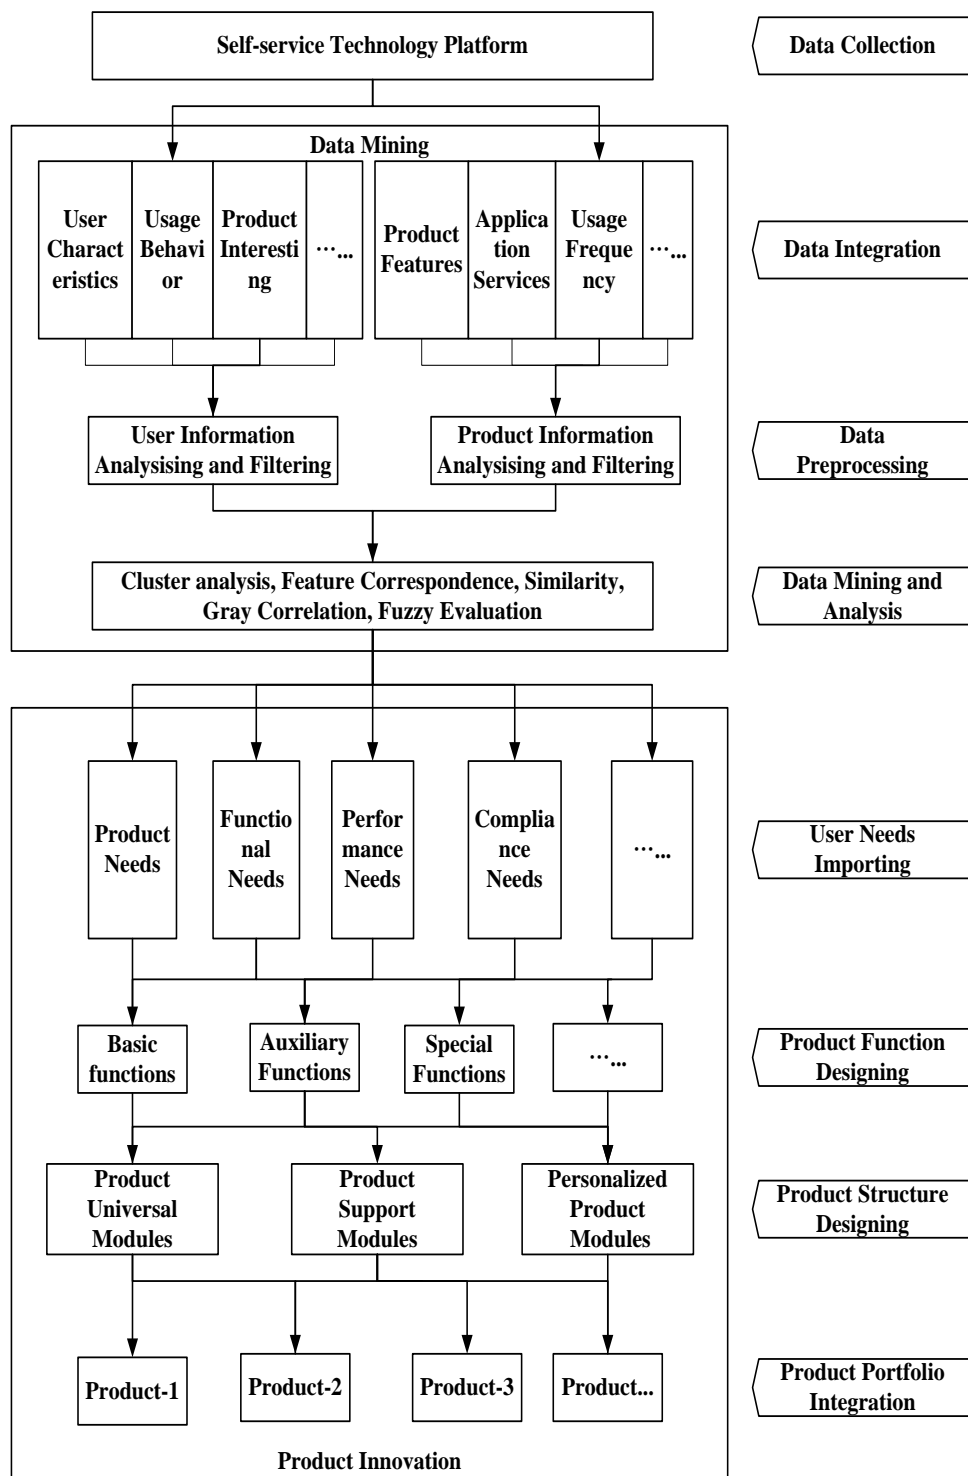 Self-service Technology Platform
Data Collection
Data Mining
User
Charact
eristics
Usage
Behavi
or
Product
Interesti
ng
…...
Product
Features
Applica
tion
Services
Usage
Freque
ncy
…...
Data Integration
User Information
Analysising and Filtering
Product Information
Analysising and Filtering
Data
Preprocessing
Cluster analysis, Feature Correspondence, Similarity,
Gray Correlation, Fuzzy Evaluation
Data Mining and
Analysis
Product
Needs
Functio
nal
Needs
Perfor
mance
Needs
Complia
nce
Needs
…...
User Needs
Importing
Basic
functions
Auxiliary
Functions
Special
Functions
…...
Product Function
Designing
Product
Universal
Modules
Product
Support
Modules
Personalized
Product
Modules
Product Structure
Designing
Product-1
Product-2
Product-3
Product...
Product Portfolio
Integration
Product Innovation